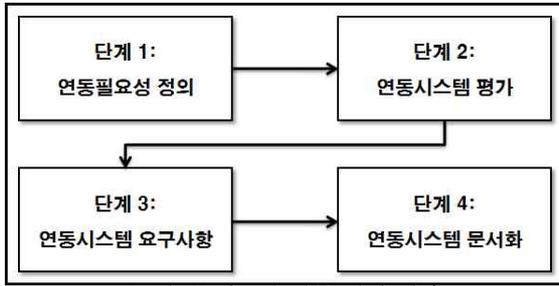 단계 1:
연동필요성 정의
단계 2:
연동시스템 평가
단계 3:
연동시스템 요구사항
단계 4:
연동시스템 문서화